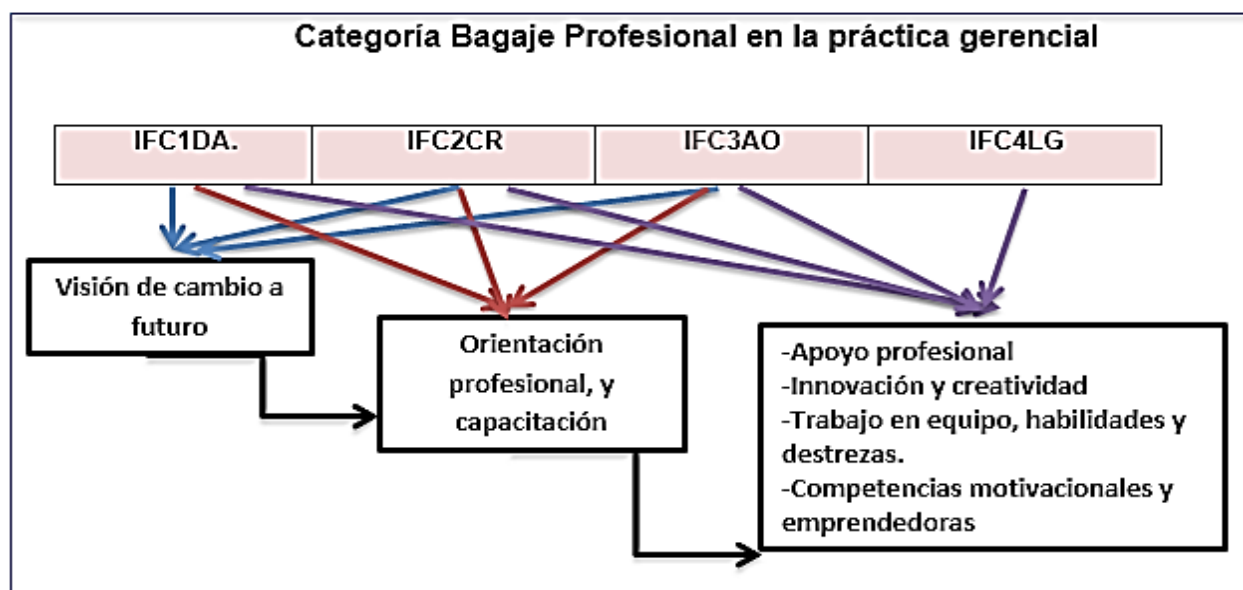 Categoría Bagaje Profesional en la práctica gerencial
IFC1DA. IFC2CR IFC3AO IFC4LG
Visión de cambio a
futuro
Orientación
profesional, y
capacitación
-Apoyo profesional
-Innovación y creatividad
-Trabajo en equipo, habilidades y
destrezas.
-Competencias motivacionales y
emprendedoras